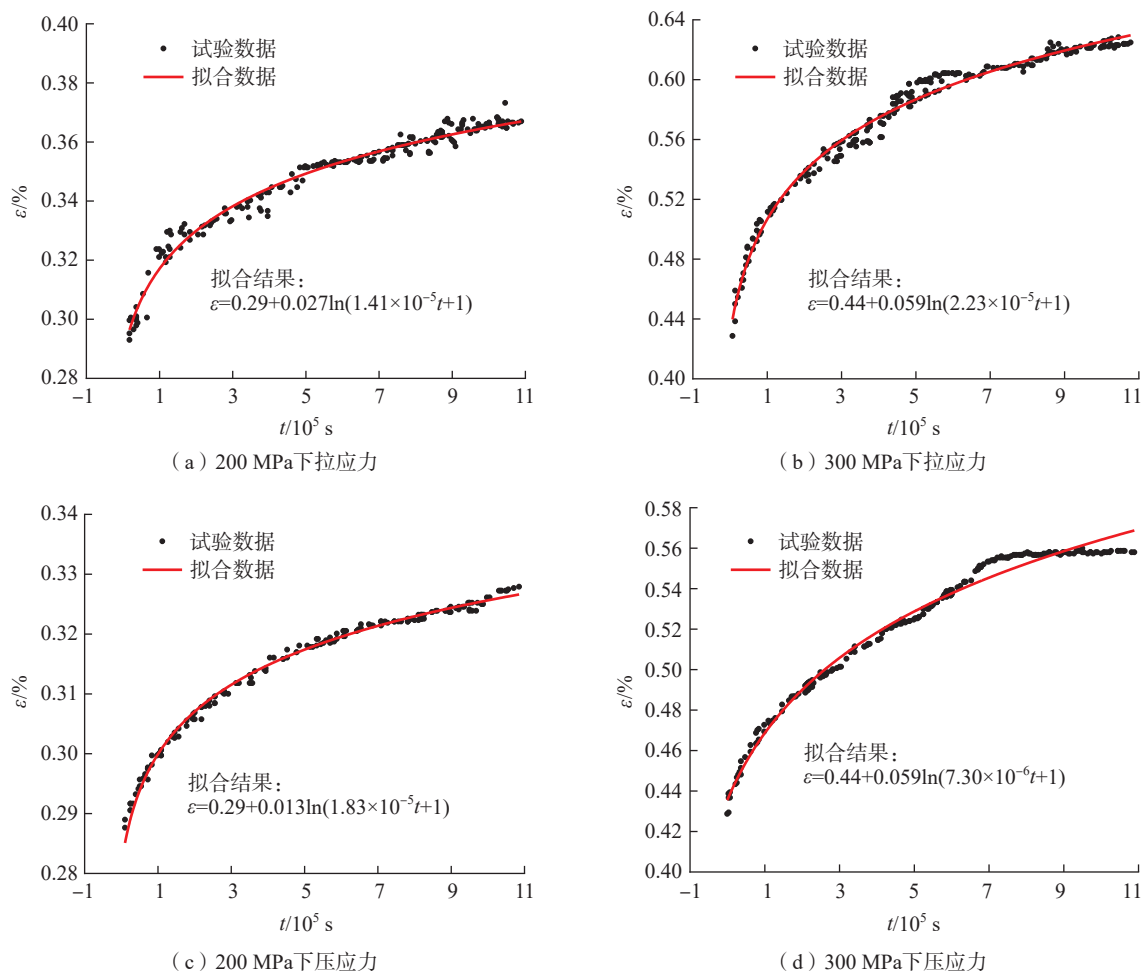 0.40
0.38
0.36
0.34
0.32
0.30
0.28
ε/%
试验数据
拟合数据
拟合结果：
ε=0.29+0.027ln(1.41×10⁻⁵t+1)
−1 1 3 5 7 9 11
t/10⁵ s
（a）200 MPa下拉应力
0.64
0.60
0.56
0.52
0.48
0.44
0.40
ε/%
试验数据
拟合数据
拟合结果：
ε=0.44+0.059ln(2.23×10⁻⁵t+1)
−1 1 3 5 7 9 11
t/10⁵ s
（b）300 MPa下拉应力
0.34
0.33
0.32
0.31
0.30
0.29
0.28
ε/%
试验数据
拟合数据
拟合结果：
ε=0.29+0.013ln(1.83×10⁻⁵t+1)
−1 1 3 5 7 9 11
t/10⁵ s
（c）200 MPa下压应力
0.58
0.56
0.54
0.52
0.50
0.48
0.46
0.44
0.42
0.40
ε/%
试验数据
拟合数据
拟合结果：
ε=0.44+0.059ln(7.30×10⁻⁶t+1)
−1 1 3 5 7 9 11
t/10⁵ s
（d）300 MPa下压应力